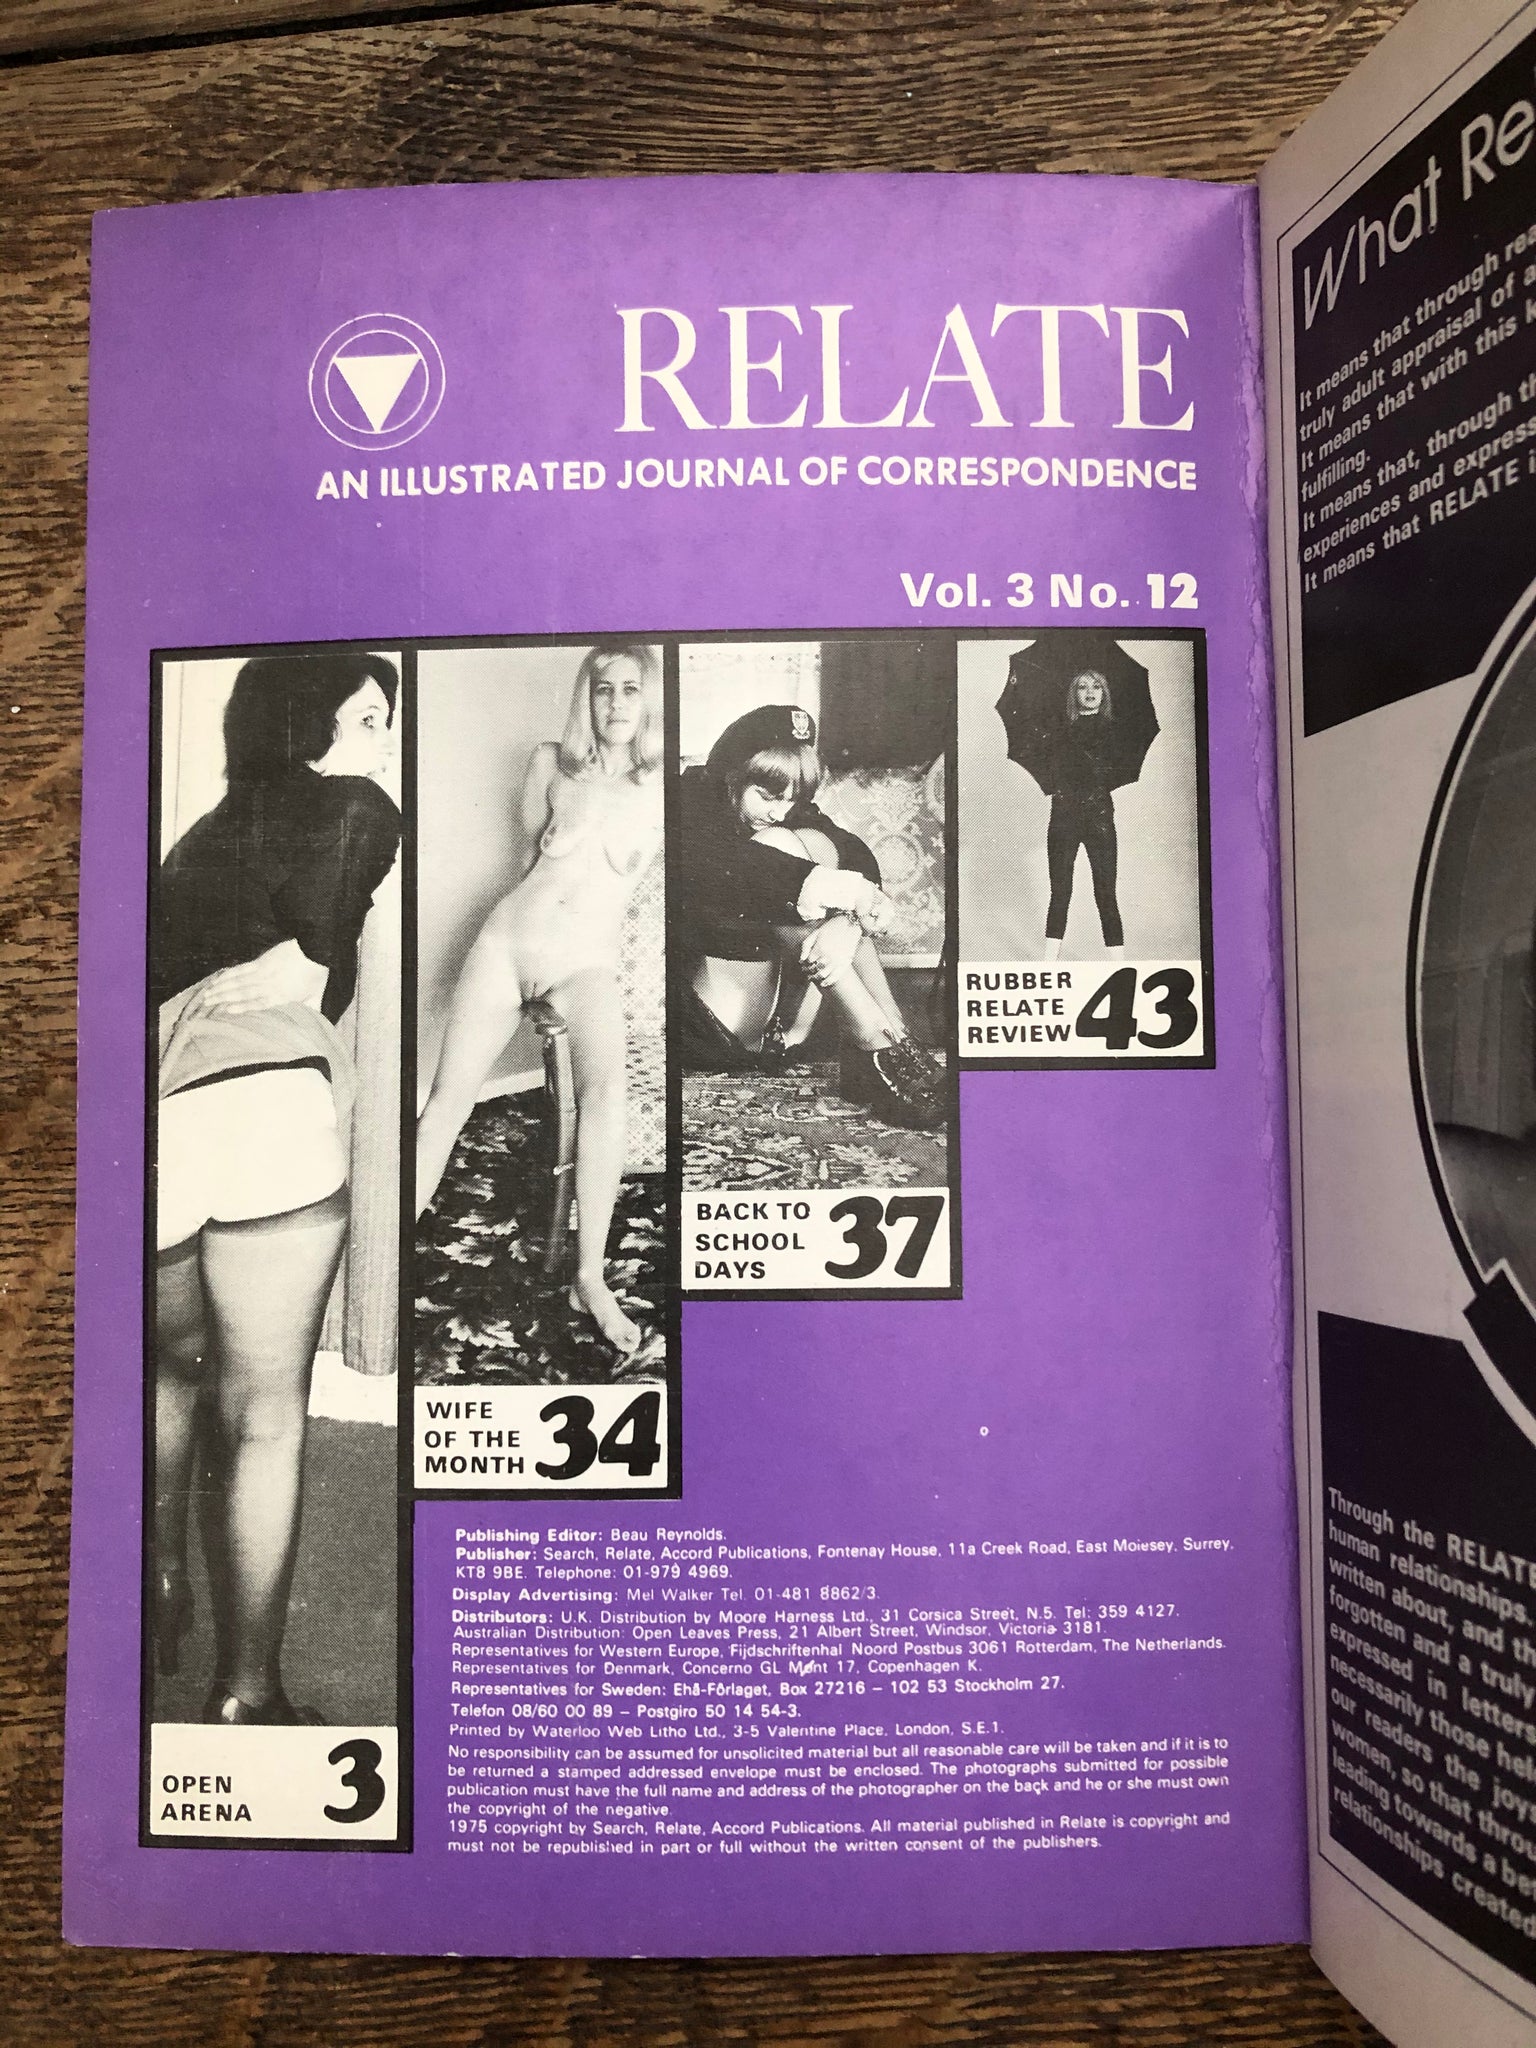 RELATE
AN ILLUSTRATED JOURNAL OF CORRESPONDENCE
Vol. 3 No. 12
OPEN
ARENA
3
WIFE
OF THE
MONTH
34
BACK TO
SCHOOL
DAYS
37
RUBBER
RELATE
REVIEW
43
Publishing Editor: Beau Reynolds.
Publisher: Search, Relate, Accord Publications, Fontenay House, 11a Creek Road, East Molesey, Surrey,
KT8 9BE. Telephone: 01-979 4969.
Display Advertising: Mel Walker Tel. 01-481 8862/3.
Distributors: U.K. Distribution by Moore Harness Ltd., 31 Corsica Street, N.5. Tel: 359 4127.
Australian Distribution: Open Leaves Press, 21 Albert Street, Windsor, Victoria 3181.
Representatives for Western Europe, Fijdschriftenhal Noord Postbus 3061 Rotterdam, The Netherlands.
Representatives for Denmark, Concerno GL Mønt 17, Copenhagen K.
Representatives for Sweden: Ehå-Förlaget, Box 27216 – 102 53 Stockholm 27.
Telefon 08/60 00 89 – Postgiro 50 14 54-3.
Printed by Waterloo Web Litho Ltd., 3-5 Valentine Place, London, S.E.1.
No responsibility can be assumed for unsolicited material but all reasonable care will be taken and if it is to
be returned a stamped addressed envelope must be enclosed. The photographs submitted for possible
publication must have the full name and address of the photographer on the back and he or she must own
the copyright of the negative.
1975 copyright by Search, Relate, Accord Publications. All material published in Relate is copyright and
must not be republished in part or full without the written consent of the publishers.
What Re
It means that through rea
truly adult appraisal of a
It means that with this k
fulfilling.
It means that, through th
experiences and express
It means that RELATE i
Through the RELATE
human relationships,
written about, and th
forgotten and a truly
expressed in letters
necessarily those hel
our readers the joy
women, so that throu
leading towards a be
relationships created